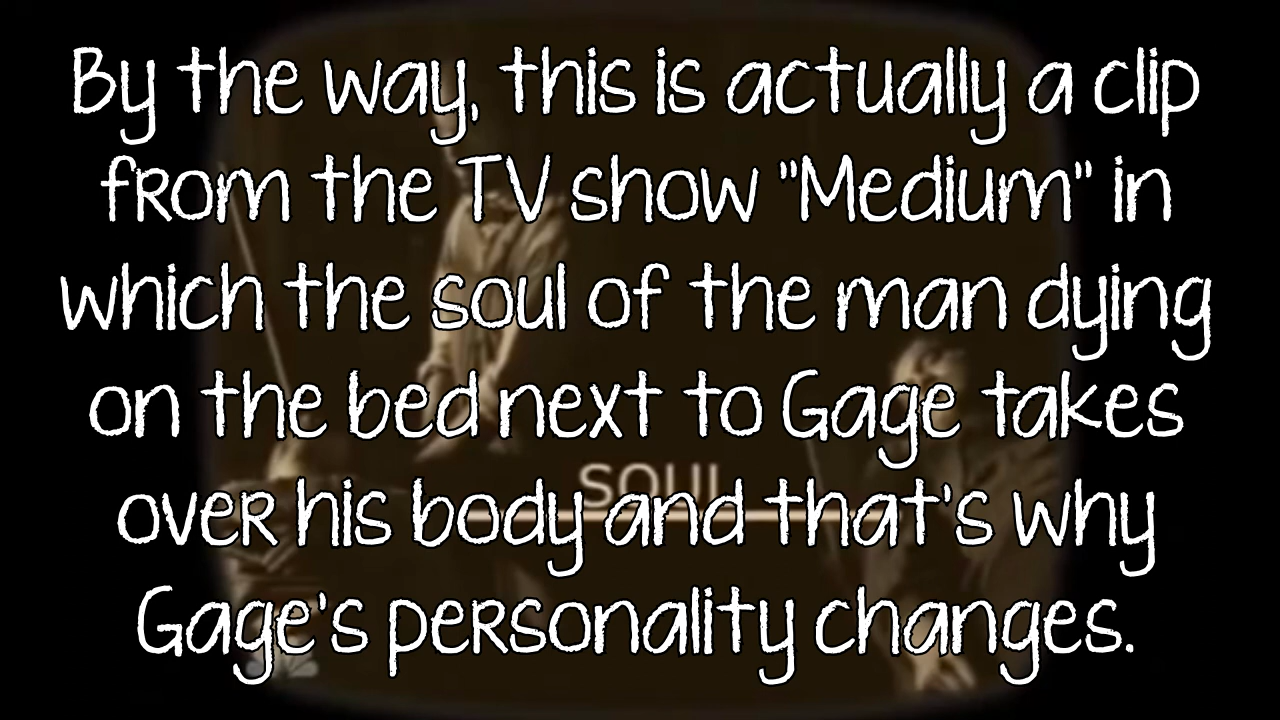 By the way, this is actually a clip
from the TV show "Medium" in
which the soul of the man dying
on the bed next to Gage takes
SOUL
over his body and that's why
Gage's personality changes.